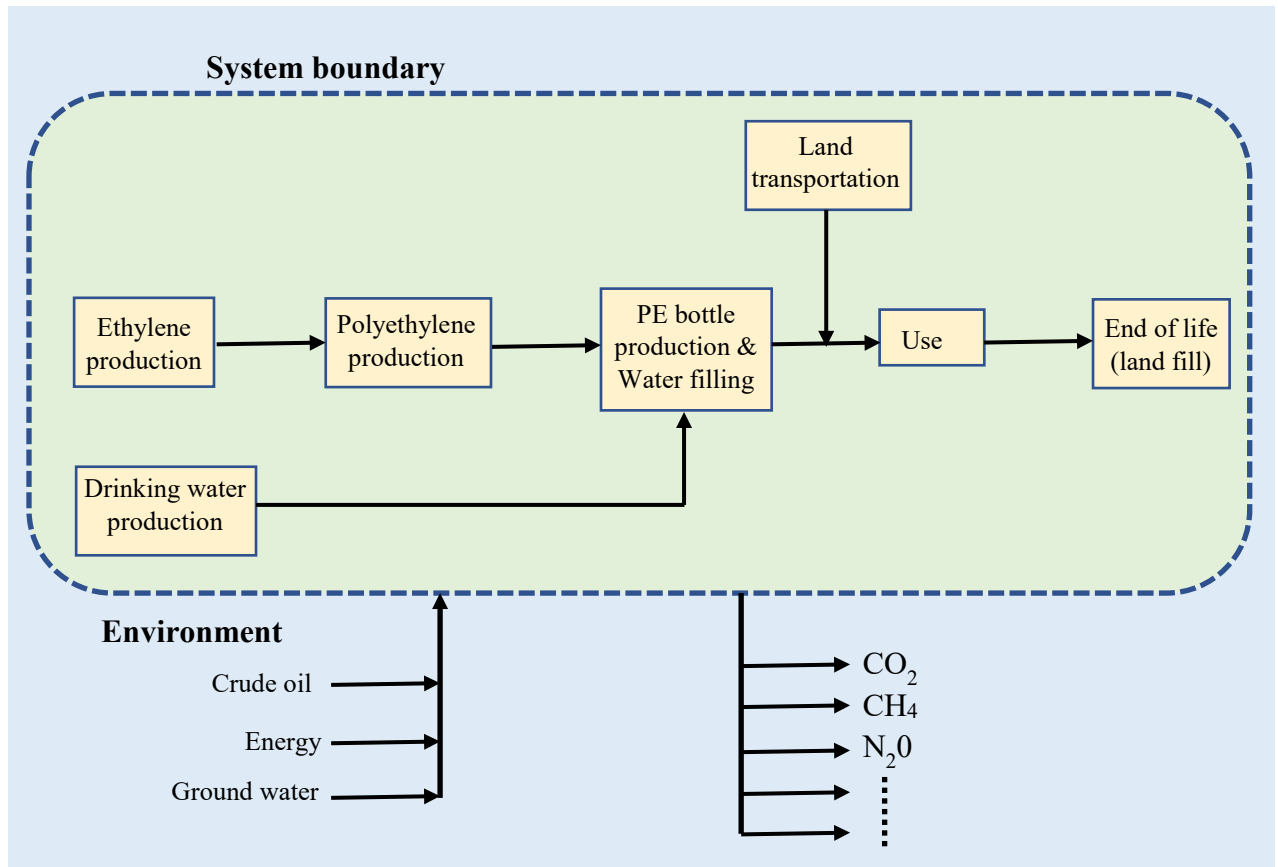 System boundary
Land
transportation
Ethylene
production
Polyethylene
production
PE bottle
production &
Water filling
Use
End of life
(land fill)
Drinking water
production
Environment
Crude oil
Energy
Ground water
CO2
CH4
N20